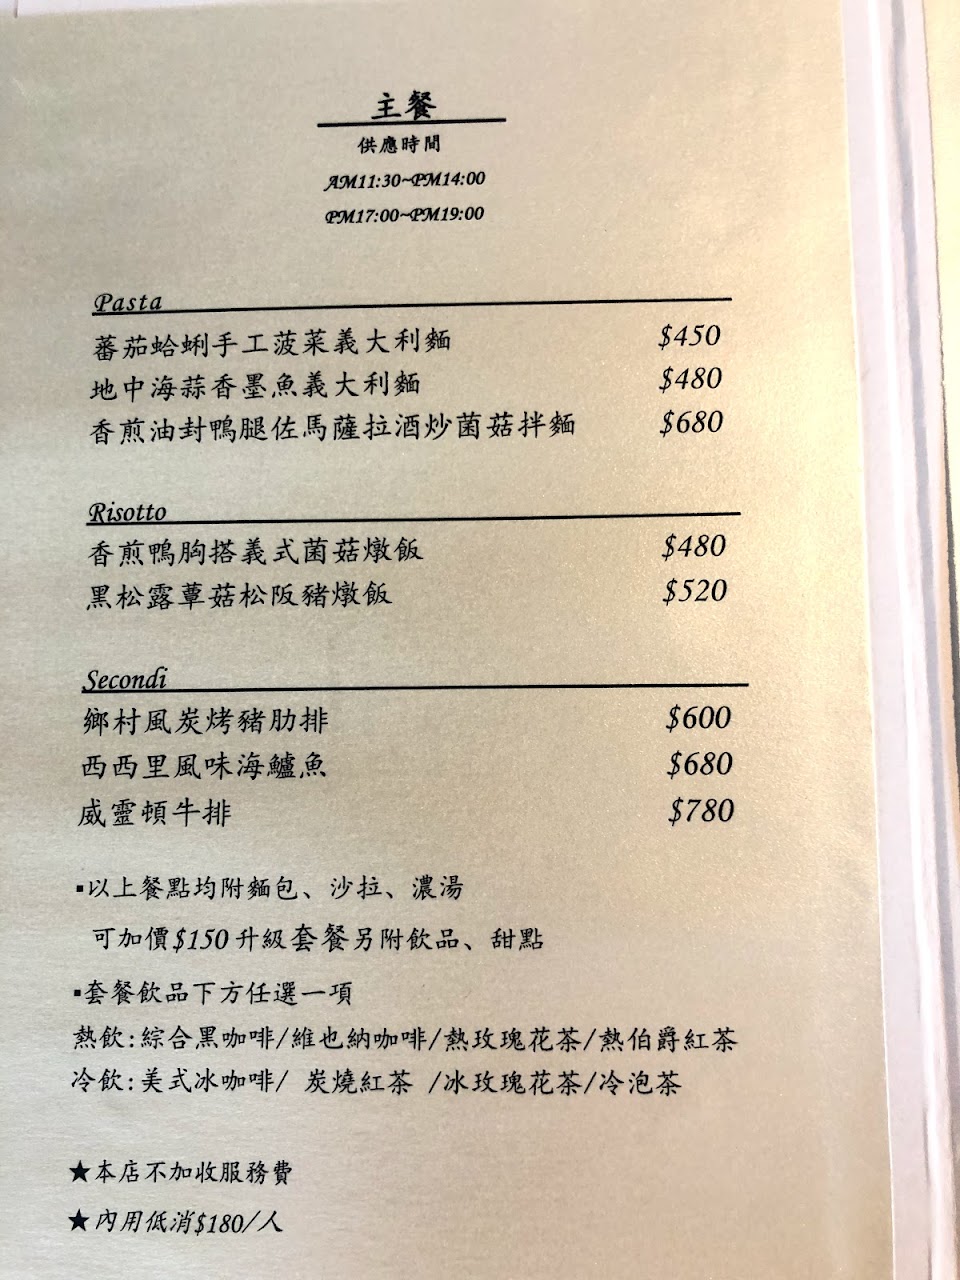 主餐
供應時間
AM11:30~PM14:00
PM17:00~PM19:00
Pasta
蕃茄蛤蜊手工菠菜義大利麵 $450
地中海蒜香墨魚義大利麵 $480
香煎油封鴨腿佐馬薩拉酒炒菌菇拌麵 $680
Risotto
香煎鴨胸搭義式菌菇燉飯 $480
黑松露蕈菇松阪豬燉飯 $520
Secondi
鄉村風炭烤豬肋排 $600
西西里風味海鱸魚 $680
威靈頓牛排 $780
▪以上餐點均附麵包、沙拉、濃湯
可加價$150升級套餐另附飲品、甜點
▪套餐飲品下方任選一項
熱飲:綜合黑咖啡/維也納咖啡/熱玫瑰花茶/熱伯爵紅茶
冷飲:美式冰咖啡/ 炭燒紅茶 /冰玫瑰花茶/冷泡茶
★本店不加收服務費
★內用低消$180/人